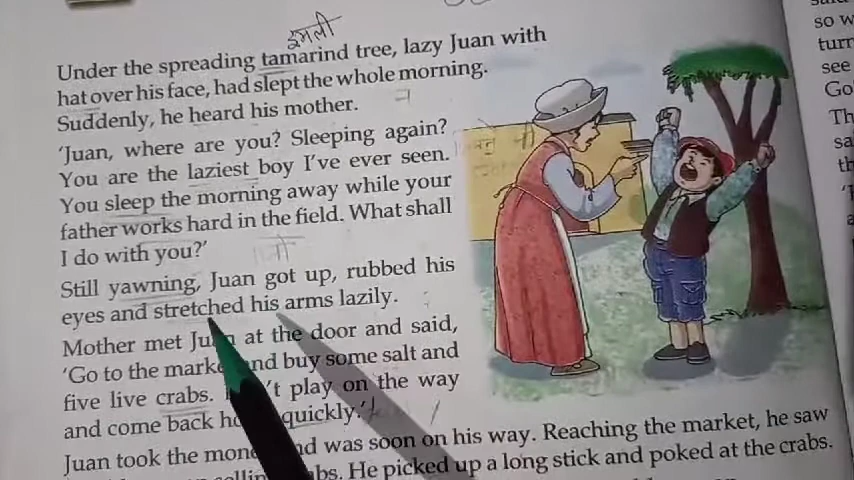 इमली
Under the spreading tamarind tree, lazy Juan with
hat over his face, had slept the whole morning.
Suddenly, he heard his mother.
'Juan, where are you? Sleeping again?
You are the laziest boy I've ever seen.
You sleep the morning away while your
father works hard in the field. What shall
I do with you?'
Still yawning, Juan got up, rubbed his
eyes and stretched his arms lazily.
Mother met Juan at the door and said,
'Go to the market and buy some salt and
five live crabs. 't play on the way
and come back quickly.'
Juan took the and was soon on his way. Reaching the market, he saw
He picked up a long stick and poked at the crabs.
said
so w
turn
see
Go
Th
sa
th